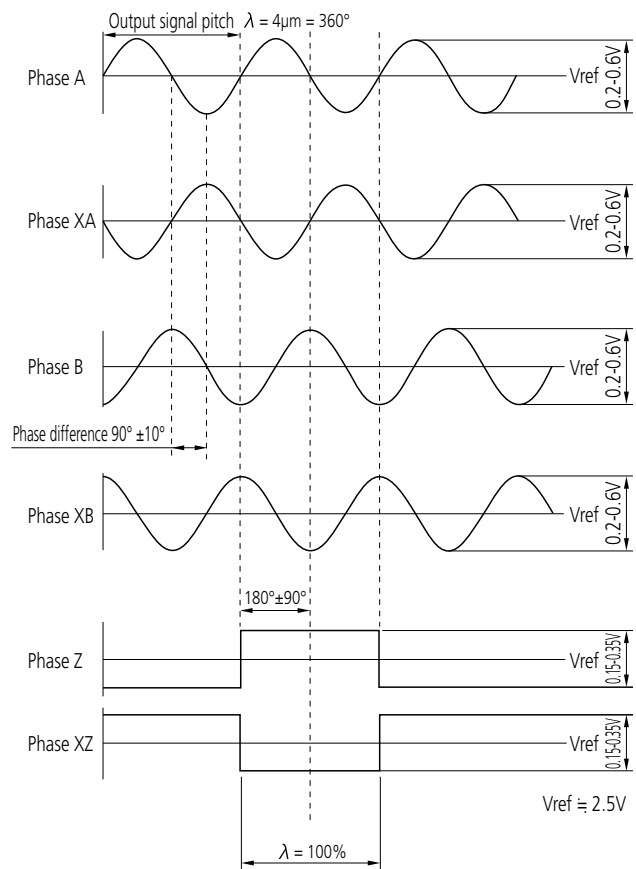 Output signal pitch λ = 4µm = 360°
Phase A
Vref
0.2-0.6V
Phase XA
Vref
0.2-0.6V
Phase B
Vref
0.2-0.6V
Phase difference 90° ±10°
Phase XB
Vref
0.2-0.6V
180°±90°
Phase Z
Vref
0.15-0.35V
Phase XZ
Vref
0.15-0.35V
Vref ≒ 2.5V
λ = 100%